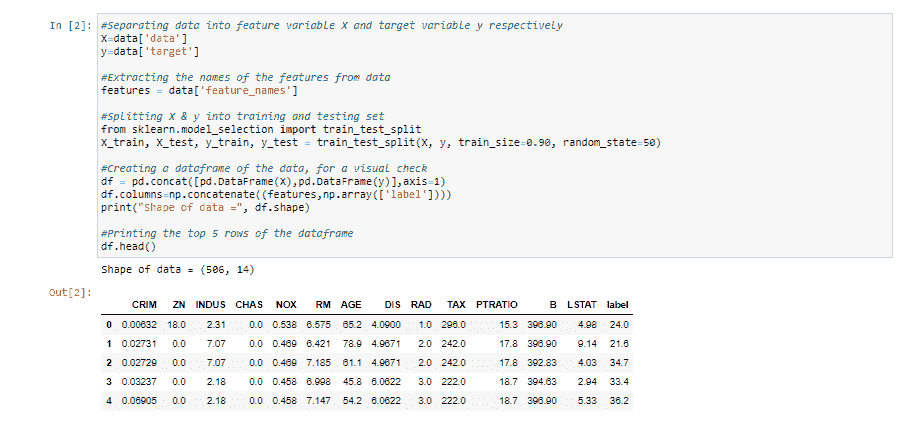 In [2]: #Separating data into feature variable X and target variable y respectively
X=data['data']
y=data['target']
#Extracting the names of the features from data
features = data['feature_names']
#Splitting X & y into training and testing set
from sklearn.model_selection import train_test_split
X_train, X_test, y_train, y_test = train_test_split(X, y, train_size=0.90, random_state=50)
#Creating a dataframe of the data, for a visual check
df = pd.concat([pd.DataFrame(X),pd.DataFrame(y)],axis=1)
df.columns=np.concatenate((features,np.array(['label'])))
print("Shape of data =", df.shape)
#Printing the top 5 rows of the dataframe
df.head()
Shape of data = (506, 14)
Out[2]:
CRIM ZN INDUS CHAS NOX RM AGE DIS RAD TAX PTRATIO B LSTAT label
0 0.00632 18.0 2.31 0.0 0.538 6.575 65.2 4.0900 1.0 296.0 15.3 396.90 4.98 24.0
1 0.02731 0.0 7.07 0.0 0.469 6.421 78.9 4.9671 2.0 242.0 17.8 396.90 9.14 21.6
2 0.02729 0.0 7.07 0.0 0.469 7.185 61.1 4.9671 2.0 242.0 17.8 392.83 4.03 34.7
3 0.03237 0.0 2.18 0.0 0.458 6.998 45.8 6.0622 3.0 222.0 18.7 394.63 2.94 33.4
4 0.06905 0.0 2.18 0.0 0.458 7.147 54.2 6.0622 3.0 222.0 18.7 396.90 5.33 36.2